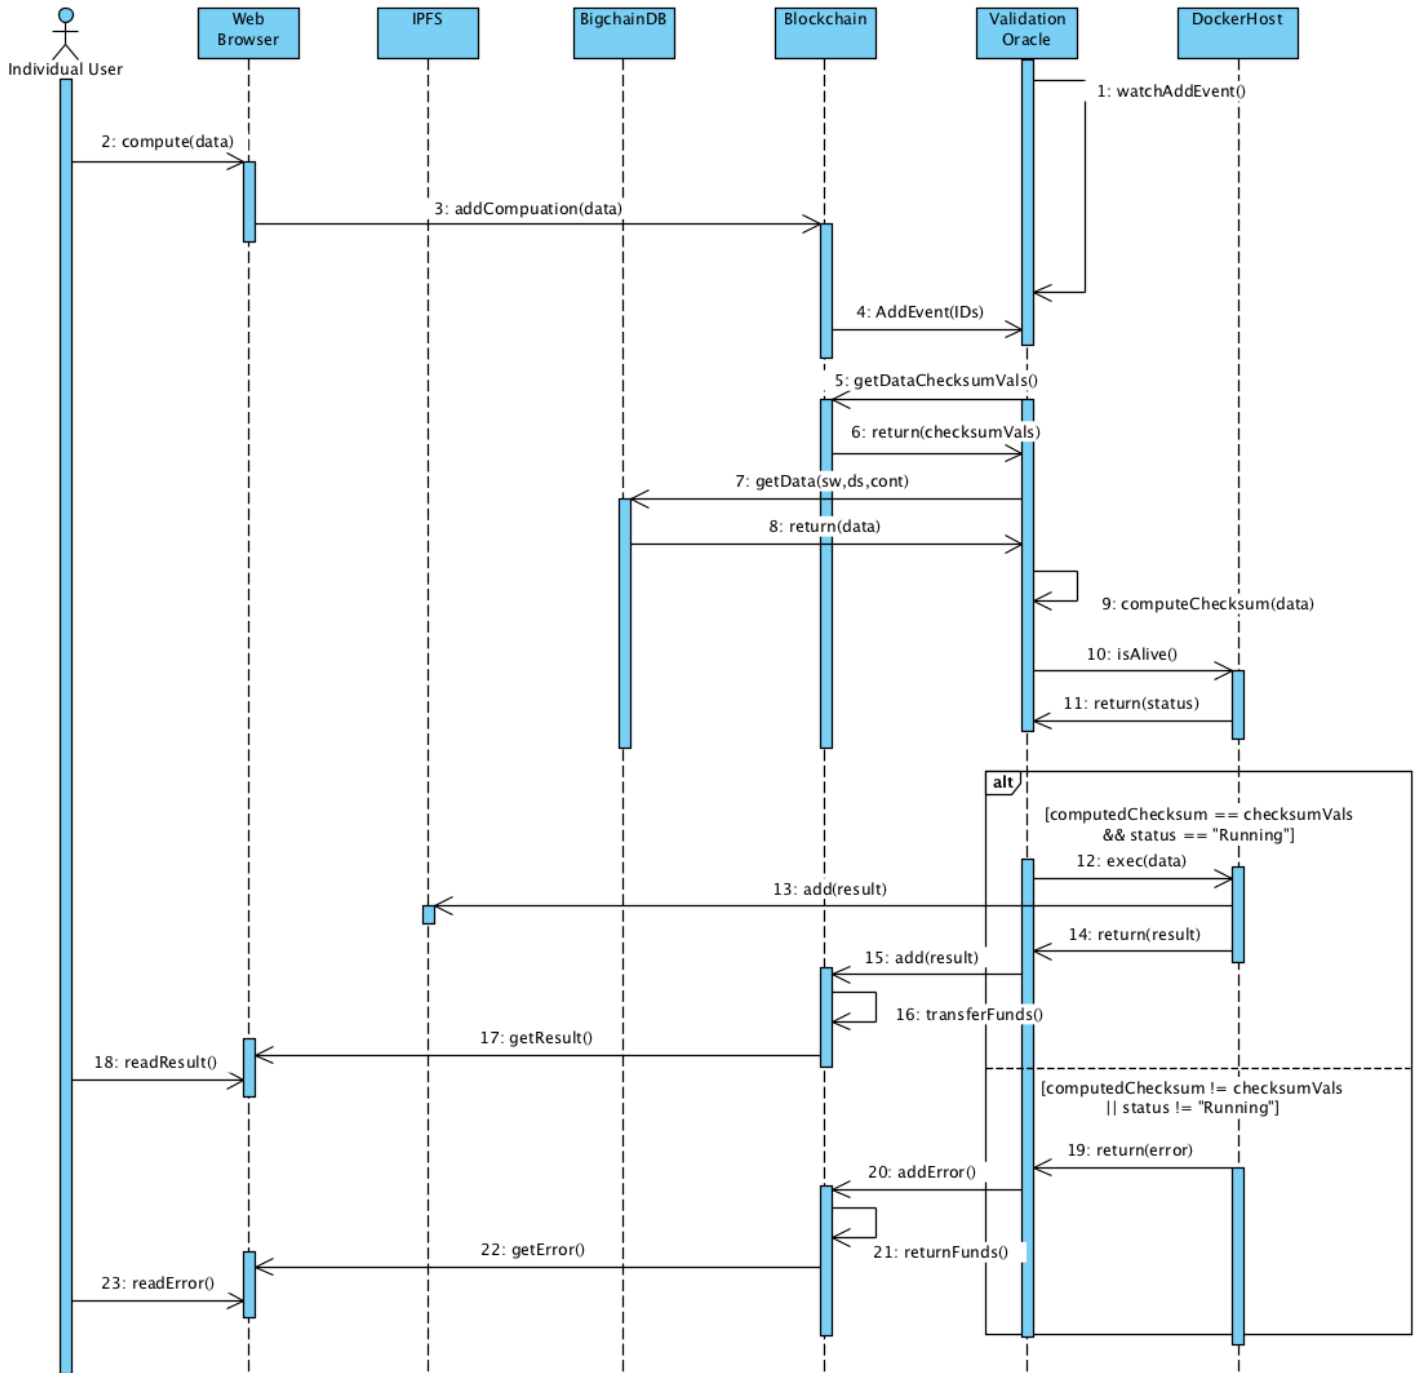 Individual User
Web
Browser
IPFS
BigchainDB
Blockchain
Validation
Oracle
DockerHost
1: watchAddEvent()
2: compute(data)
3: addCompuation(data)
4: AddEvent(IDs)
5: getDataChecksumVals()
6: return(checksumVals)
7: getData(sw,ds,cont)
8: return(data)
9: computeChecksum(data)
10: isAlive()
11: return(status)
alt
[computedChecksum == checksumVals
&& status == "Running"]
12: exec(data)
13: add(result)
14: return(result)
15: add(result)
16: transferFunds()
17: getResult()
18: readResult()
[computedChecksum != checksumVals
|| status != "Running"]
19: return(error)
20: addError()
21: returnFunds()
22: getError()
23: readError()